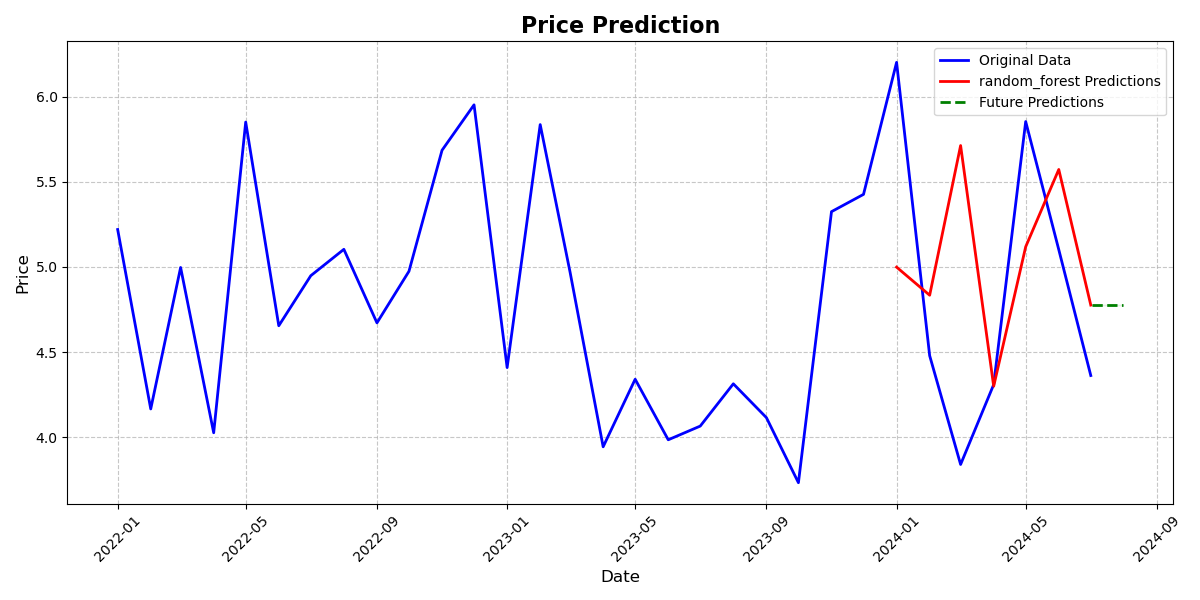 Price Prediction
Original Data
random_forest Predictions
Future Predictions
Price
6.0
5.5
5.0
4.5
4.0
2022-01
2022-05
2022-09
2023-01
2023-05
2023-09
2024-01
2024-05
2024-09
Date